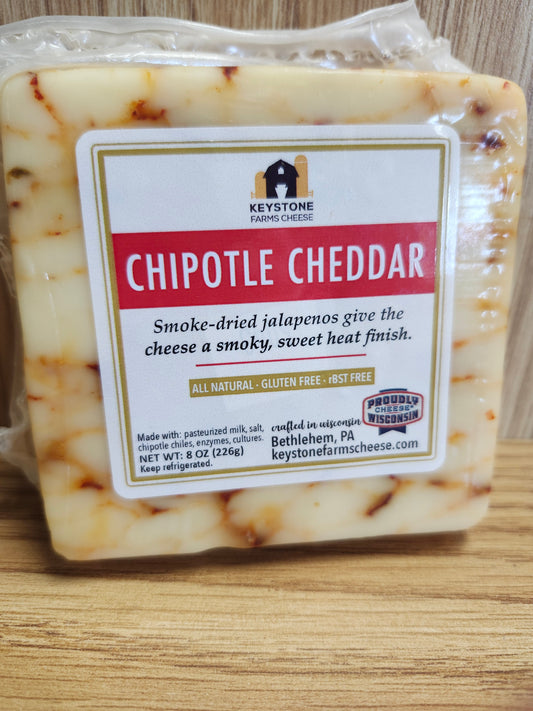 KEYSTONE
FARMS CHEESE
CHIPOTLE CHEDDAR
Smoke-dried jalapenos give the
cheese a smoky, sweet heat finish.
ALL NATURAL · GLUTEN FREE · rBST FREE
Made with: pasteurized milk, salt,
chipotle chiles, enzymes, cultures.
NET WT: 8 OZ (226g)
Keep refrigerated.
crafted in wisconsin
Bethlehem, PA
keystonefarmscheese.com
PROUDLY
WISCONSIN
CHEESE